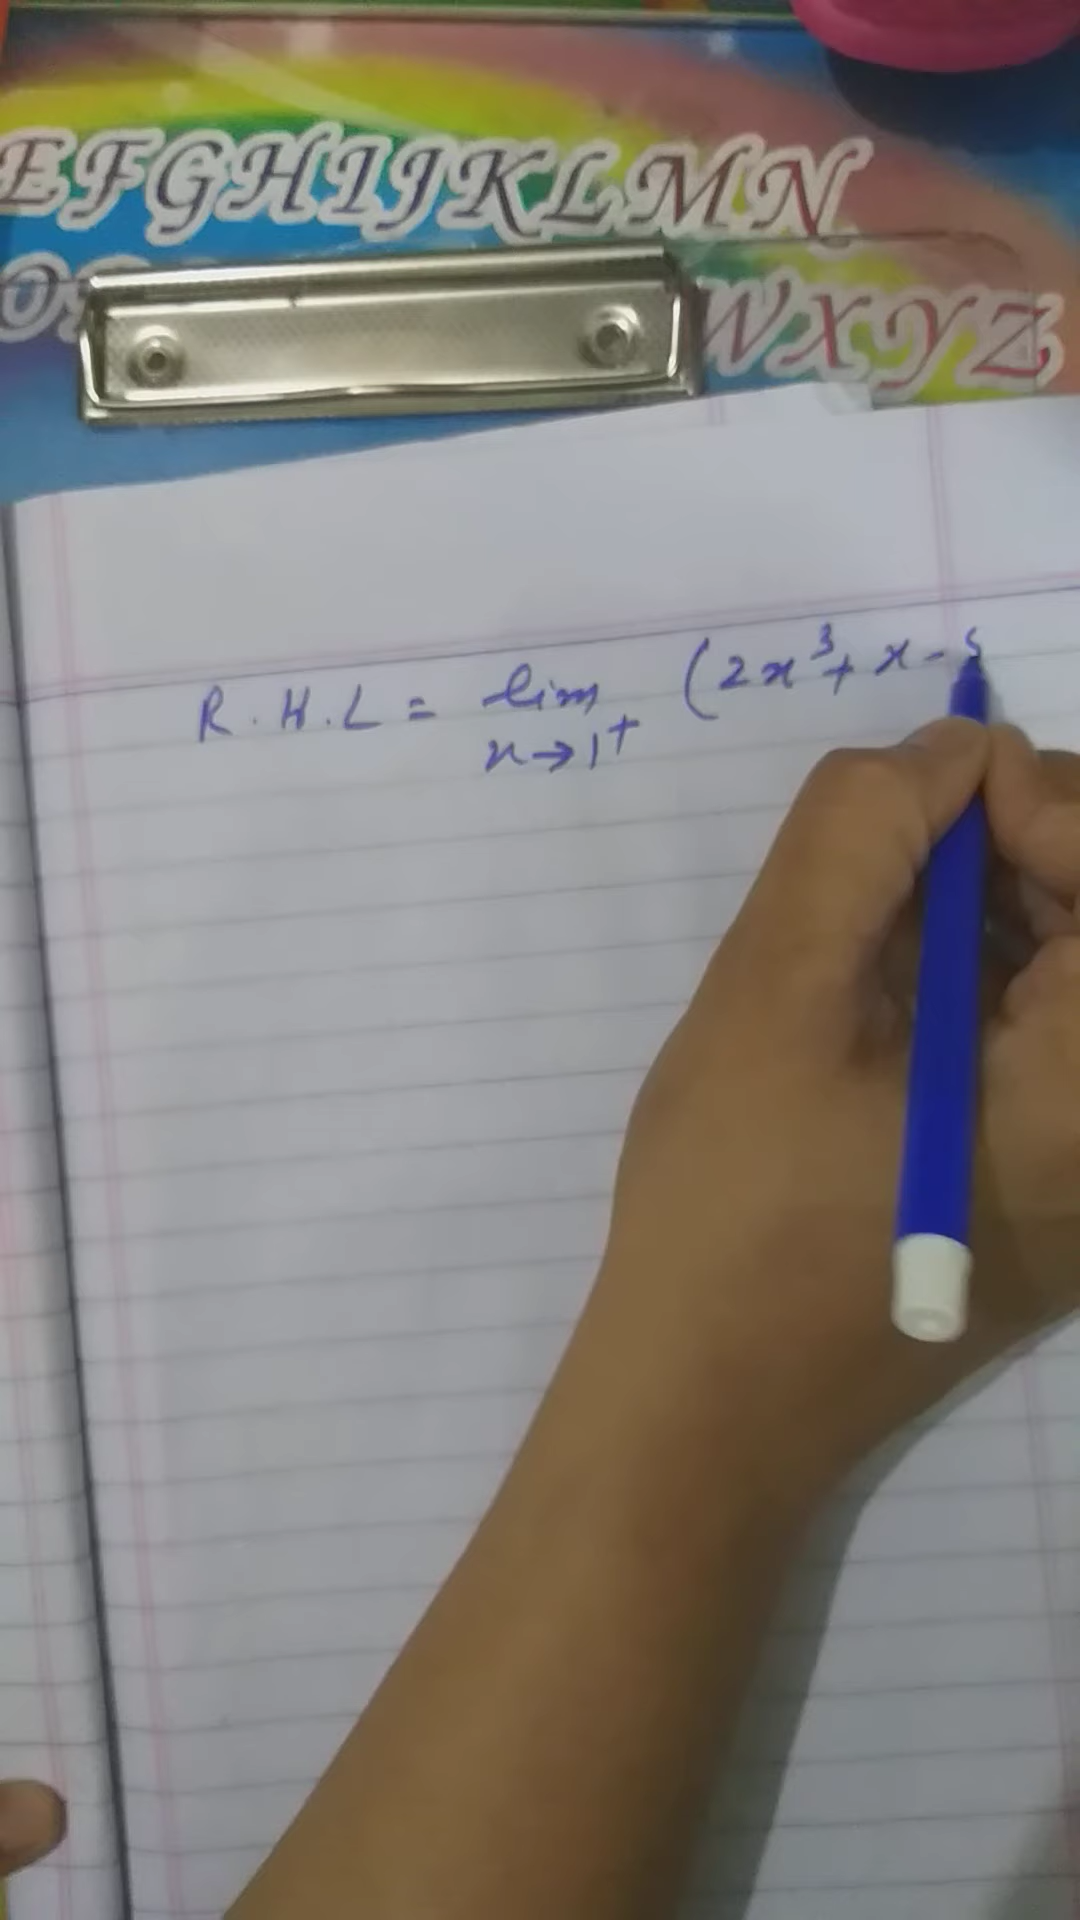 EFGHIJKLMN
WXYZ
R.H.L = lim (2x³+x-
x→1⁺